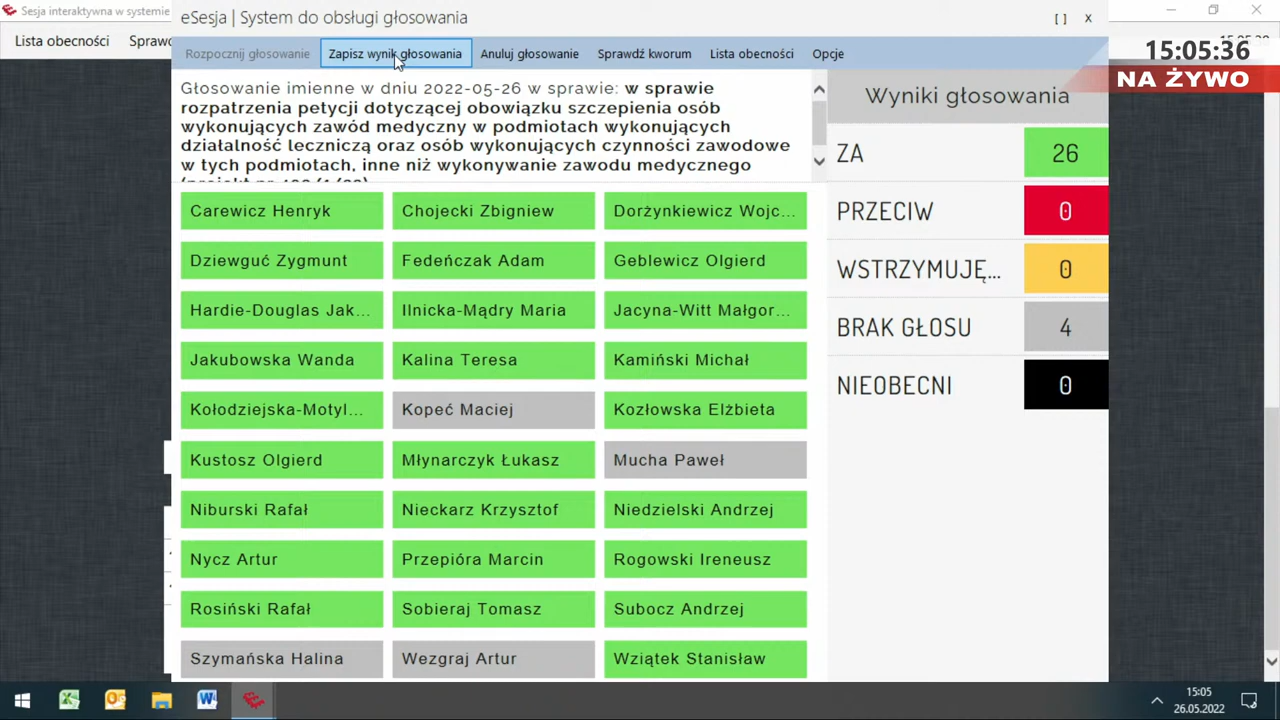 Sesja interaktywna w systemie
eSesja | System do obsługi głosowania
[ ] X
Lista obecności
Rozpocznij głosowanie Zapisz wynik głosowania Anuluj głosowanie Sprawdź kworum Lista obecności Opcje
15:05:36
NA ŻYWO
Głosowanie imienne w dniu 2022-05-26 w sprawie: w sprawie
rozpatrzenia petycji dotyczącej obowiązku szczepienia osób
wykonujących zawód medyczny w podmiotach wykonujących
działalność leczniczą oraz osób wykonujących czynności zawodowe
w tych podmiotach, inne niż wykonywanie zawodu medycznego
Wyniki głosowania
ZA 26
PRZECIW 0
WSTRZYMUJĘ... 0
BRAK GŁOSU 4
NIEOBECNI 0
Carewicz Henryk Chojecki Zbigniew Dorżynkiewicz Wojc...
Dziewguć Zygmunt Fedeńczak Adam Geblewicz Olgierd
Hardie-Douglas Jak... Ilnicka-Mądry Maria Jacyna-Witt Małgor...
Jakubowska Wanda Kalina Teresa Kamiński Michał
Kołodziejska-Motyl... Kopeć Maciej Kozłowska Elżbieta
Kustosz Olgierd Młynarczyk Łukasz Mucha Paweł
Niburski Rafał Nieckarz Krzysztof Niedzielski Andrzej
Nycz Artur Przepióra Marcin Rogowski Ireneusz
Rosiński Rafał Sobieraj Tomasz Subocz Andrzej
Szymańska Halina Wezgraj Artur Wziątek Stanisław
15:05
26.05.2022